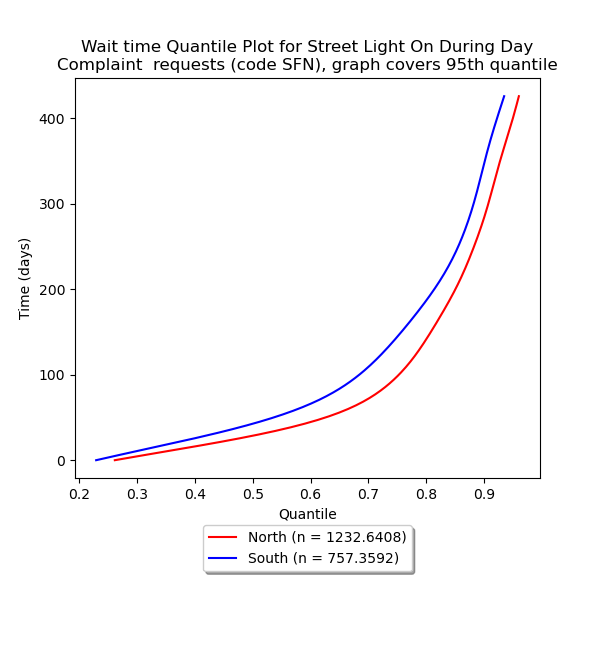 Wait time Quantile Plot for Street Light On During Day
Complaint  requests (code SFN), graph covers 95th quantile
400
300
200
100
0
Time (days)
0.2 0.3 0.4 0.5 0.6 0.7 0.8 0.9
Quantile
North (n = 1232.6408)
South (n = 757.3592)